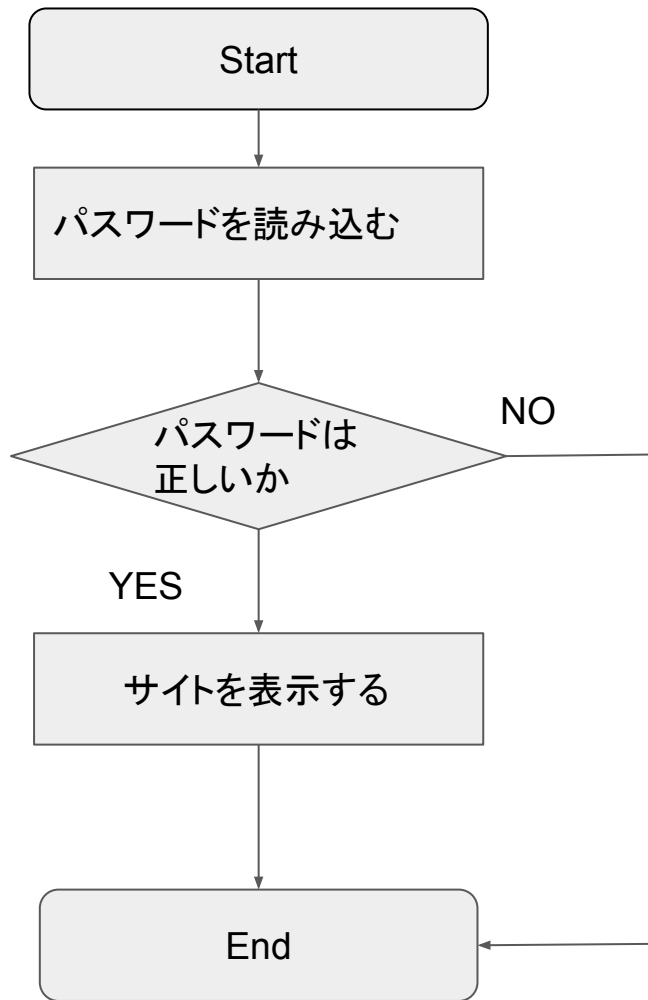 Start
パスワードを読み込む
NO
パスワードは
正しいか
YES
サイトを表示する
End